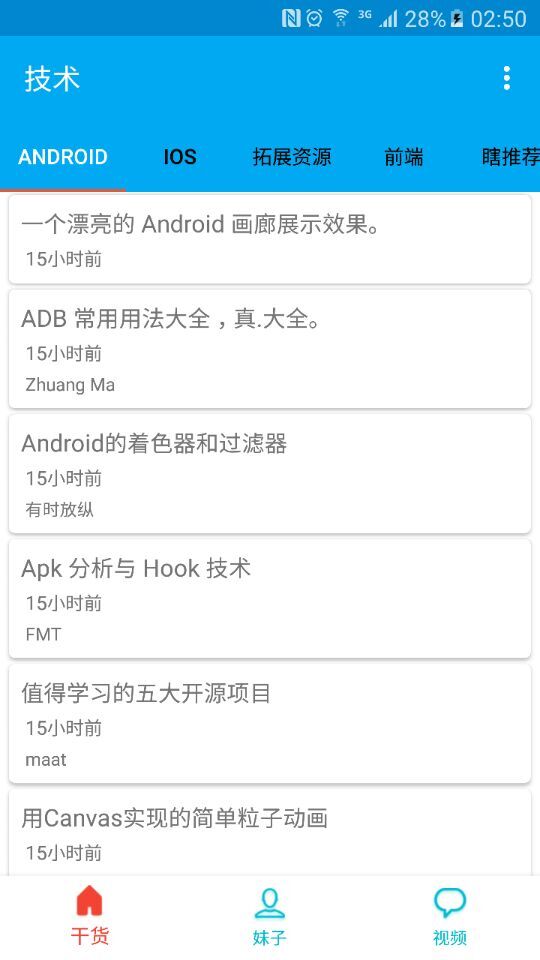 3G 28% 02:50
技术
ANDROID IOS 拓展资源 前端 瞎推荐
一个漂亮的 Android 画廊展示效果。
15小时前
ADB 常用用法大全，真.大全。
15小时前
Zhuang Ma
Android的着色器和过滤器
15小时前
有时放纵
Apk 分析与 Hook 技术
15小时前
FMT
值得学习的五大开源项目
15小时前
maat
用Canvas实现的简单粒子动画
15小时前
干货 妹子 视频